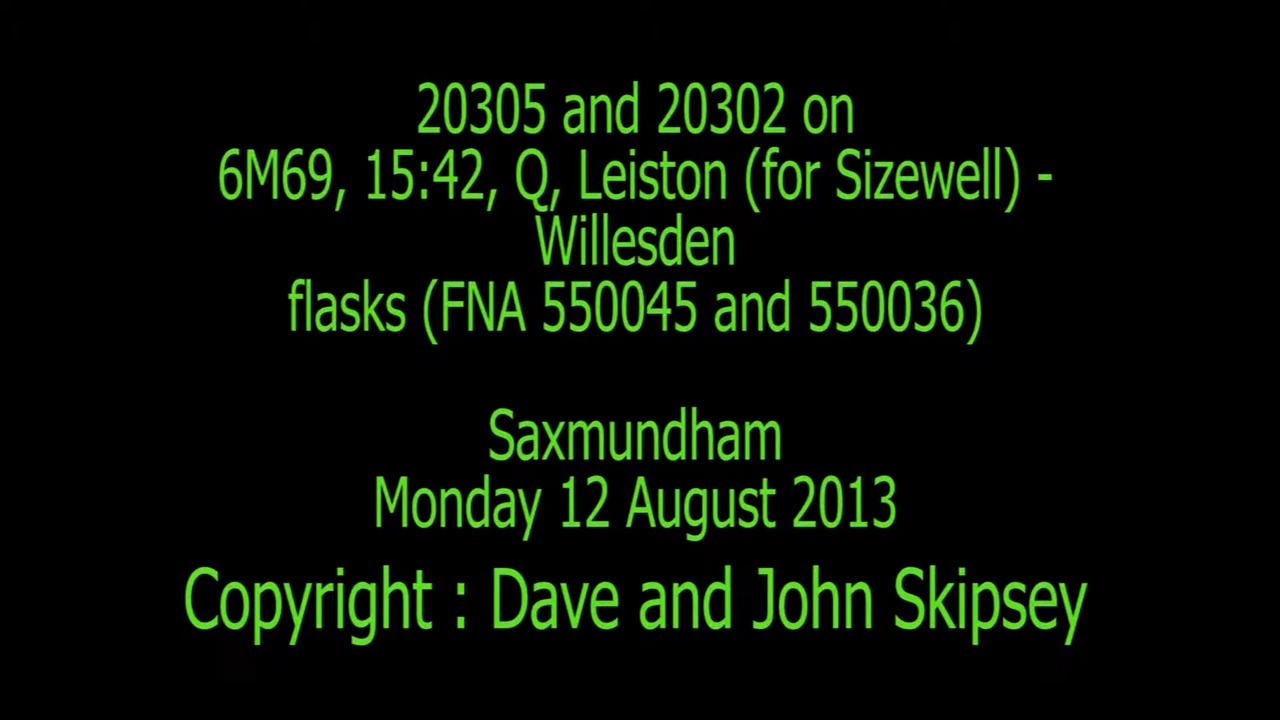 20305 and 20302 on
6M69, 15:42, Q, Leiston (for Sizewell) -
Willesden
flasks (FNA 550045 and 550036)
Saxmundham
Monday 12 August 2013
Copyright : Dave and John Skipsey